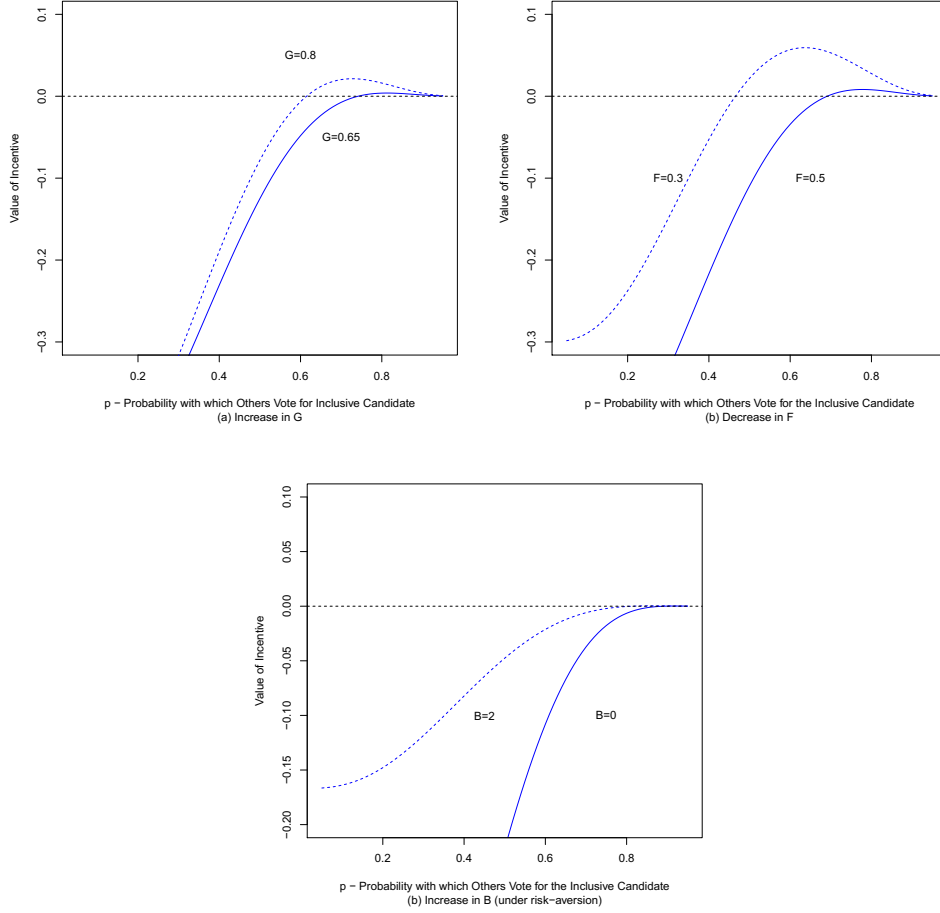 0.1
0.0
−0.1
−0.2
−0.3
Value of Incentive
G=0.8
G=0.65
0.2 0.4 0.6 0.8
p − Probability with which Others Vote for Inclusive Candidate
(a) Increase in G
0.1
0.0
−0.1
−0.2
−0.3
Value of Incentive
F=0.3
F=0.5
0.2 0.4 0.6 0.8
p − Probability with which Others Vote for the Inclusive Candidate
(b) Decrease in F
0.10
0.05
0.00
−0.05
−0.10
−0.15
−0.20
Value of Incentive
B=2
B=0
0.2 0.4 0.6 0.8
p − Probability with which Others Vote for the Inclusive Candidate
(b) Increase in B (under risk−aversion)